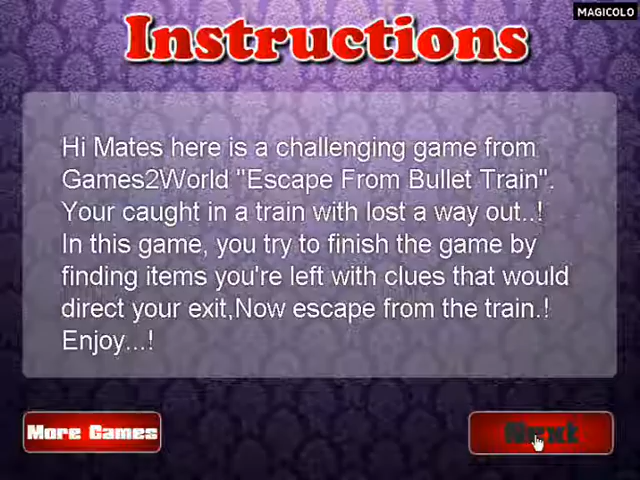 MAGICOLO
Instructions
Hi Mates here is a challenging game from
Games2World "Escape From Bullet Train".
Your caught in a train with lost a way out..!
In this game, you try to finish the game by
finding items you're left with clues that would
direct your exit,Now escape from the train.!
Enjoy...!
More Games
Next